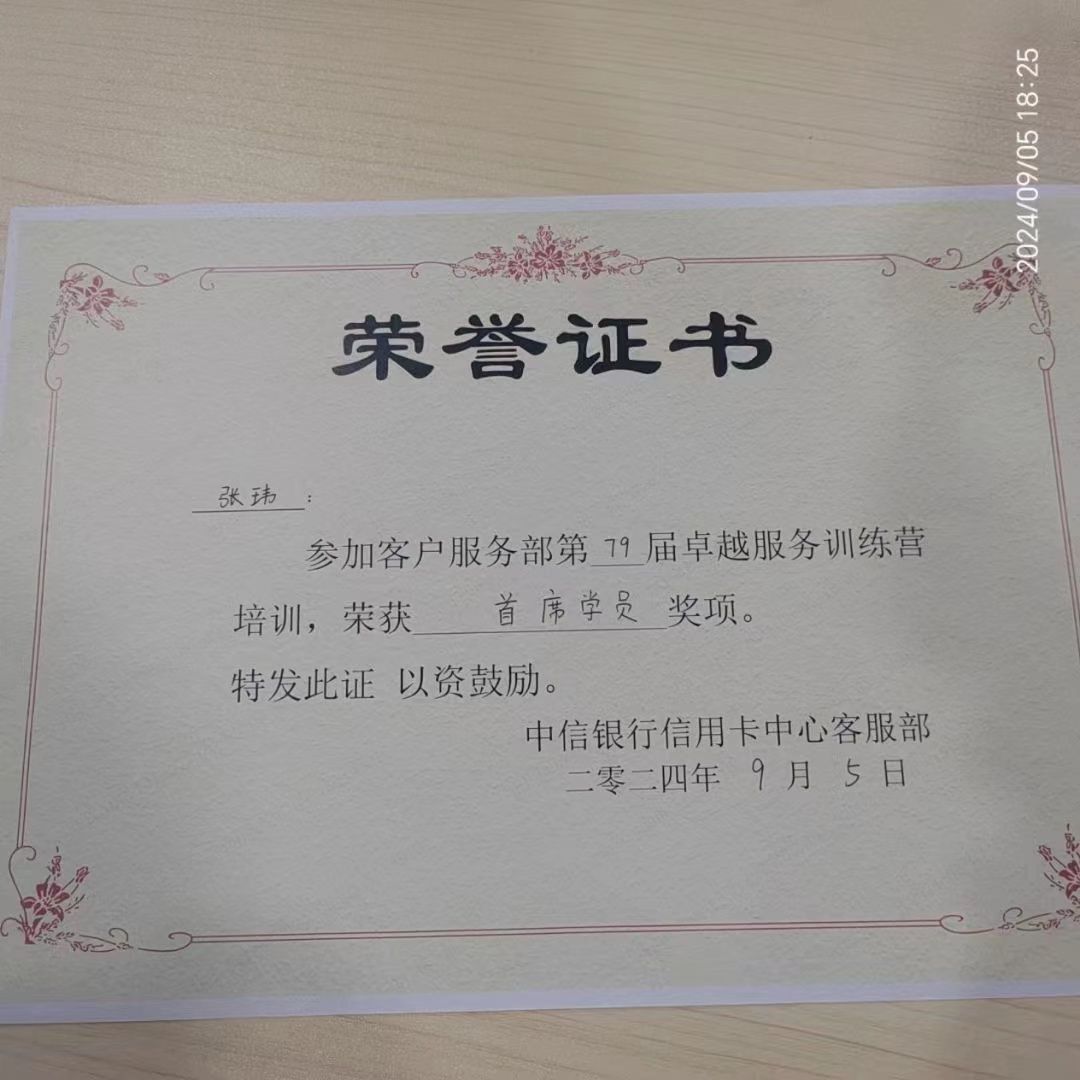 2024/09/05 18:25
荣誉证书
张玮：
参加客户服务部第79届卓越服务训练营
培训，荣获 首席学员 奖项。
特发此证 以资鼓励。
中信银行信用卡中心客服部
二零二四年 9 月 5 日